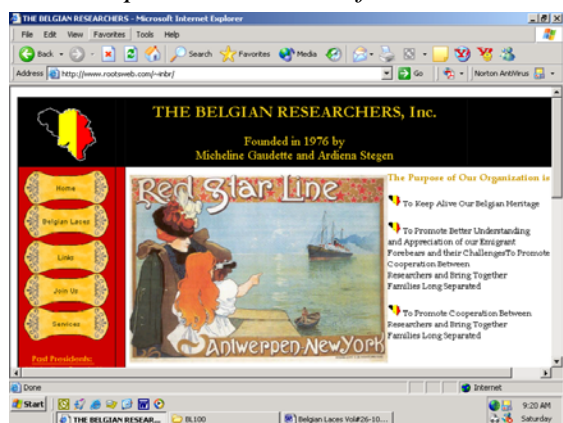 THE BELGIAN RESEARCHERS - Microsoft Internet Explorer
File Edit View Favorites Tools Help
Back Search Favorites Media
Address http://www.rootsweb.com/~inbr/ Go Norton AntiVirus
THE BELGIAN RESEARCHERS, Inc.
Founded in 1976 by
Micheline Gaudette and Ardiena Stegen
Home
Belgian Laces
Links
Join Us
Services
Past Presidents:
Red Star Line
Antwerpen-New York
The Purpose of Our Organization is
To Keep Alive Our Belgian Heritage
To Promote Better Understanding
and Appreciation of our Emigrant
Forebears and their ChallengesTo Promote
Cooperation Between
Researchers and Bring Together
Families Long Separated
To Promote Cooperation Between
Researchers and Bring Together
Families Long Separated
Done Internet
Start 9:20 AM
THE BELGIAN RESEAR... BL100 Belgian Laces Vol#26-10... Saturday